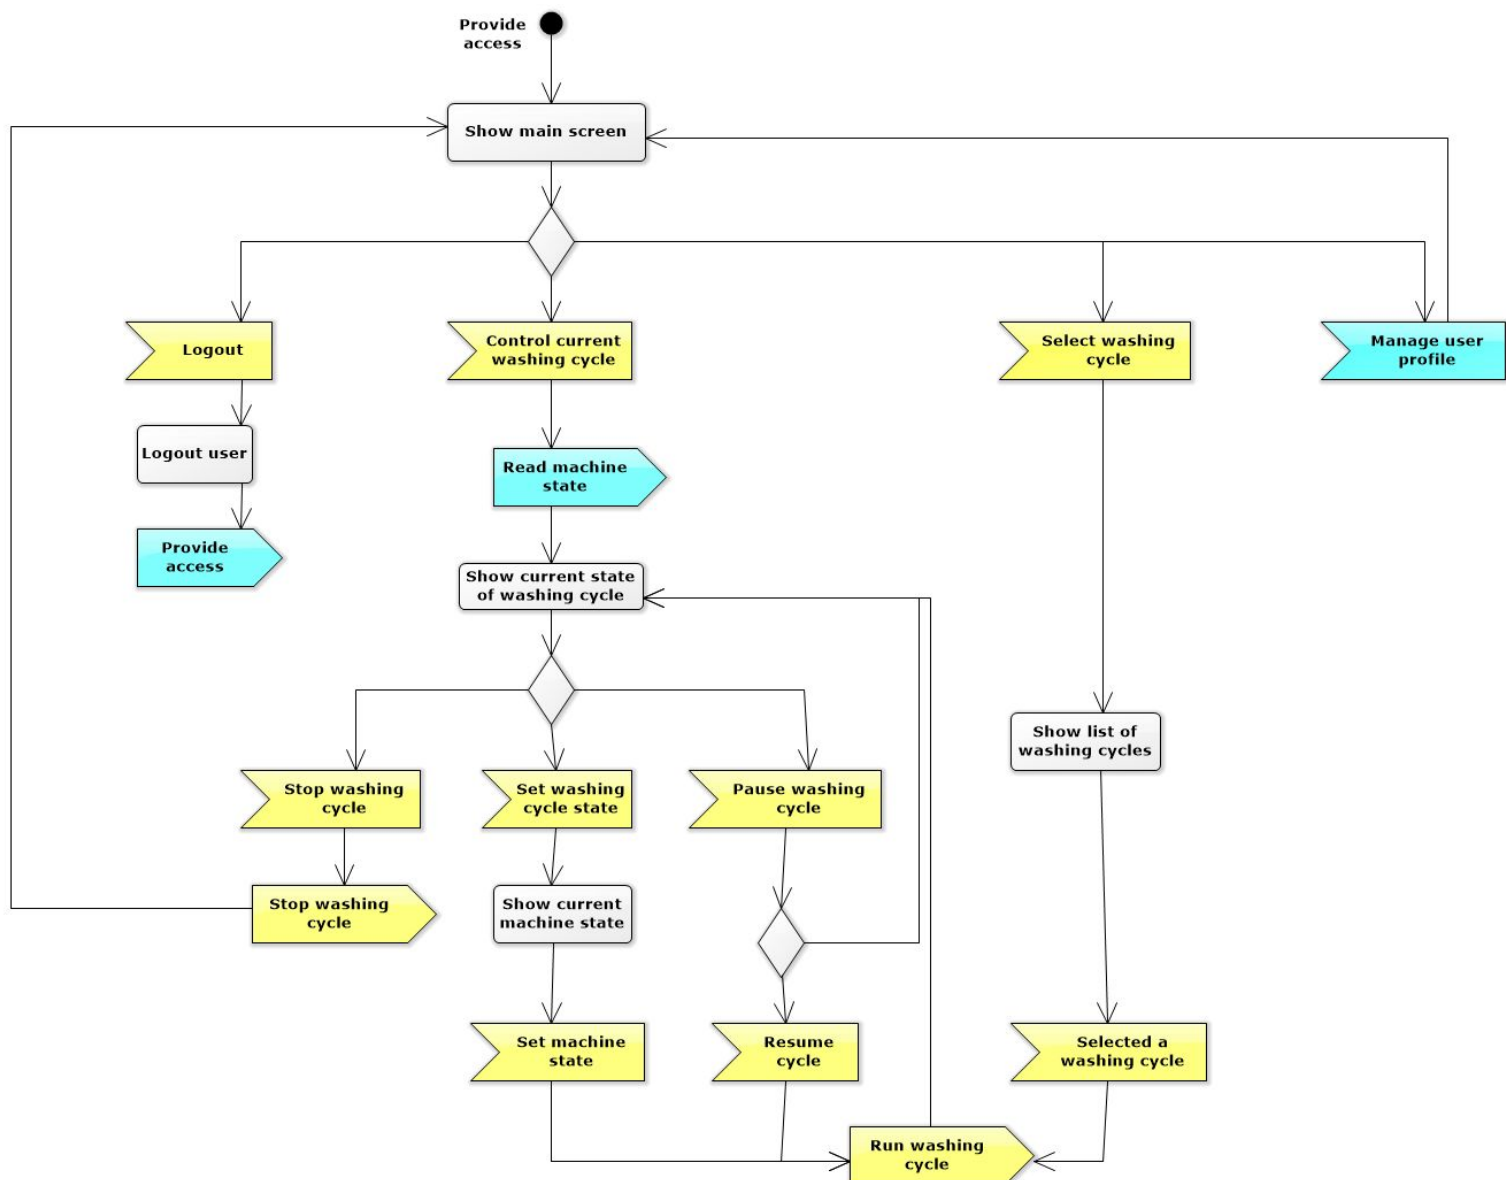 Provide
access
Show main screen
Logout
Control current
washing cycle
Select washing
cycle
Manage user
profile
Logout user
Read machine
state
Provide
access
Show current state
of washing cycle
Show list of
washing cycles
Stop washing
cycle
Set washing
cycle state
Pause washing
cycle
Stop washing
cycle
Show current
machine state
Set machine
state
Resume
cycle
Selected a
washing cycle
Run washing
cycle